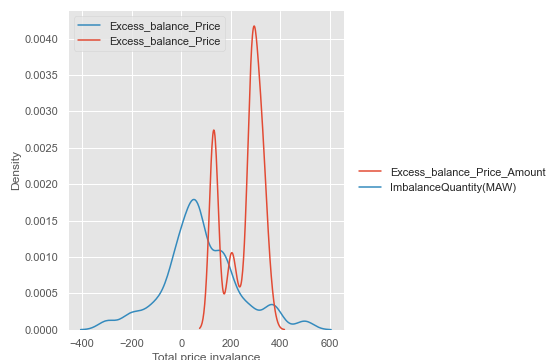 Excess_balance_Price
Excess_balance_Price
0.0040
0.0035
0.0030
0.0025
0.0020
0.0015
0.0010
0.0005
0.0000
Density
−400
−200
0
200
400
600
Total price invalance
Excess_balance_Price_Amount
ImbalanceQuantity(MAW)